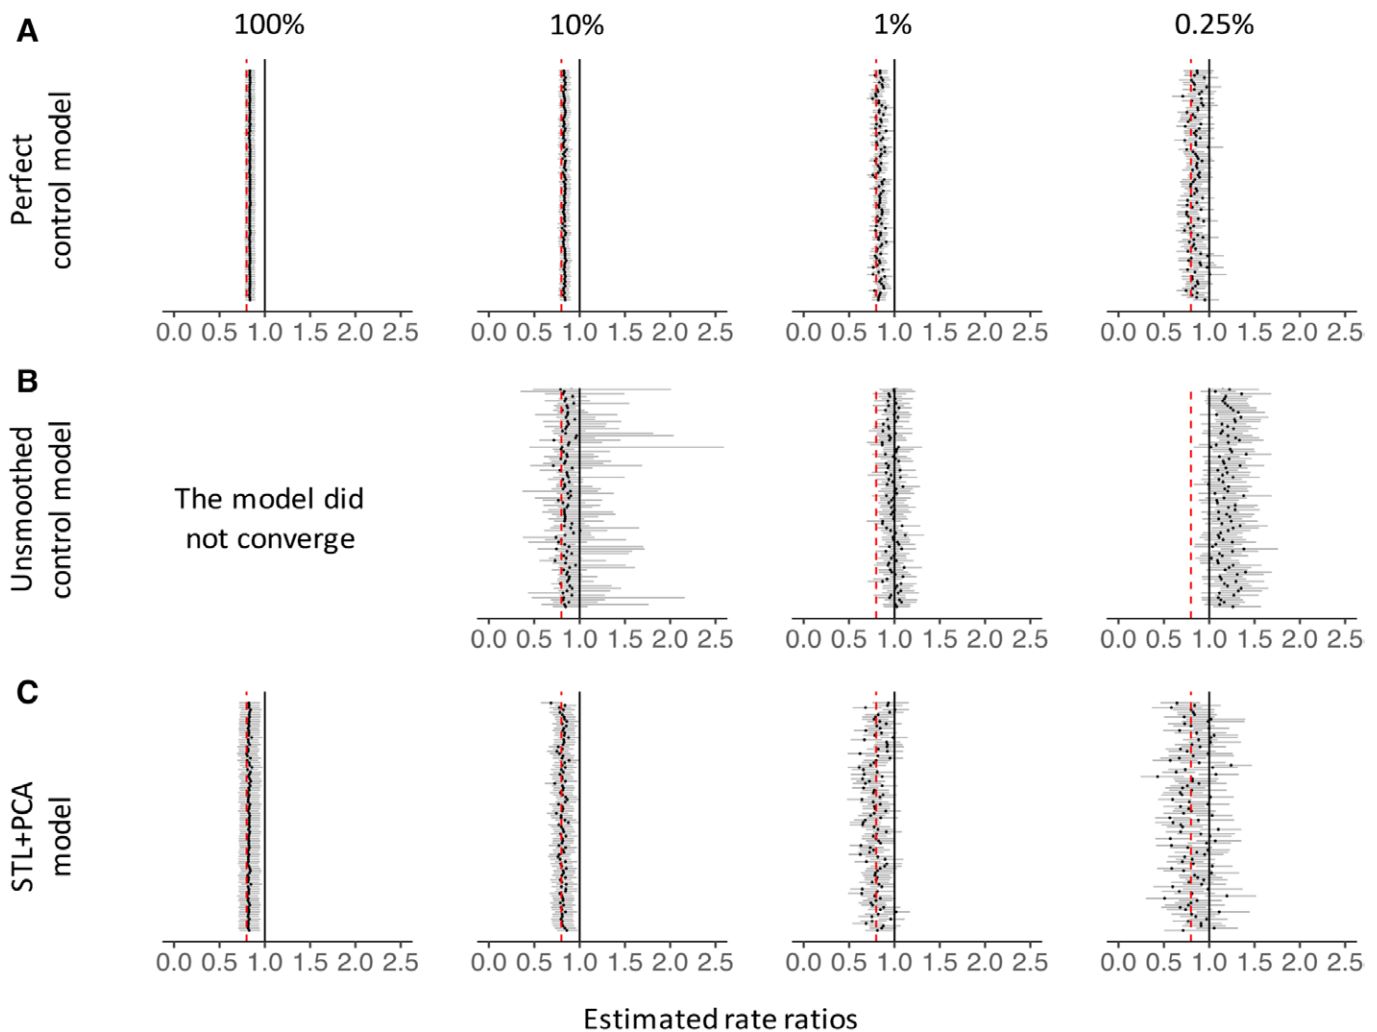 100% 10% 1% 0.25%
A
Perfect
control model
0.0 0.5 1.0 1.5 2.0 2.5 0.0 0.5 1.0 1.5 2.0 2.5 0.0 0.5 1.0 1.5 2.0 2.5 0.0 0.5 1.0 1.5 2.0 2.5
B
Unsmoothed
control model
The model did
not converge
0.0 0.5 1.0 1.5 2.0 2.5 0.0 0.5 1.0 1.5 2.0 2.5 0.0 0.5 1.0 1.5 2.0 2.5
C
STL+PCA
model
0.0 0.5 1.0 1.5 2.0 2.5 0.0 0.5 1.0 1.5 2.0 2.5 0.0 0.5 1.0 1.5 2.0 2.5 0.0 0.5 1.0 1.5 2.0 2.5
Estimated rate ratios